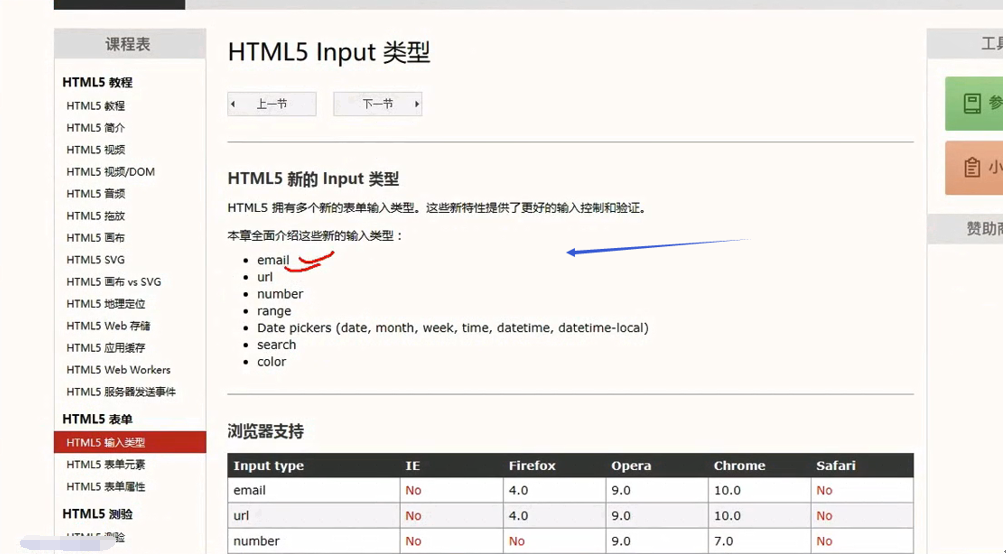 课程表
HTML5 教程
HTML5 教程
HTML5 简介
HTML5 视频
HTML5 视频/DOM
HTML5 音频
HTML5 拖放
HTML5 画布
HTML5 SVG
HTML5 画布 vs SVG
HTML5 地理定位
HTML5 Web 存储
HTML5 应用缓存
HTML5 Web Workers
HTML5 服务器发送事件
HTML5 表单
HTML5 输入类型
HTML5 表单元素
HTML5 表单属性
HTML5 测验
HTML5 Input 类型
上一节
下一节
HTML5 新的 Input 类型
HTML5 拥有多个新的表单输入类型。这些新特性提供了更好的输入控制和验证。
本章全面介绍这些新的输入类型：
email
url
number
range
Date pickers (date, month, week, time, datetime, datetime-local)
search
color
浏览器支持
Input type IE Firefox Opera Chrome Safari
email No 4.0 9.0 10.0 No
url No 4.0 9.0 10.0 No
number No No 9.0 7.0 No
工具
参
小
赞助商